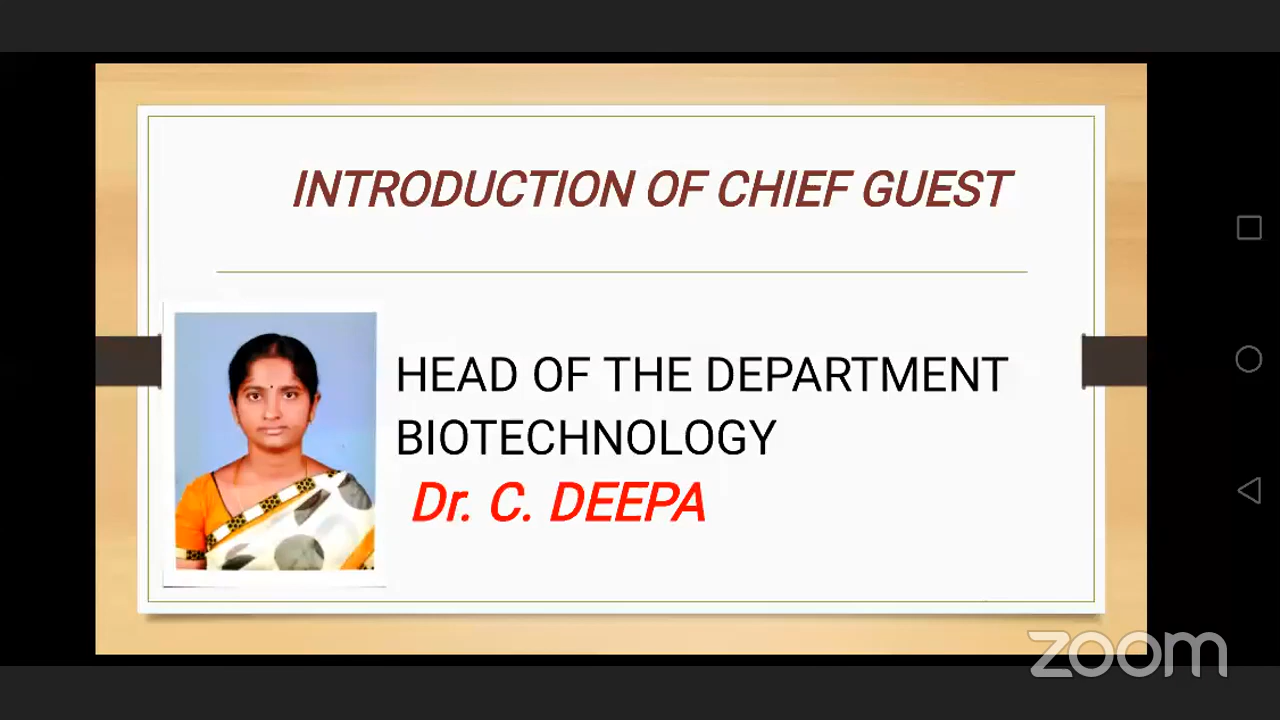 INTRODUCTION OF CHIEF GUEST
HEAD OF THE DEPARTMENT
BIOTECHNOLOGY
Dr. C. DEEPA
zoom